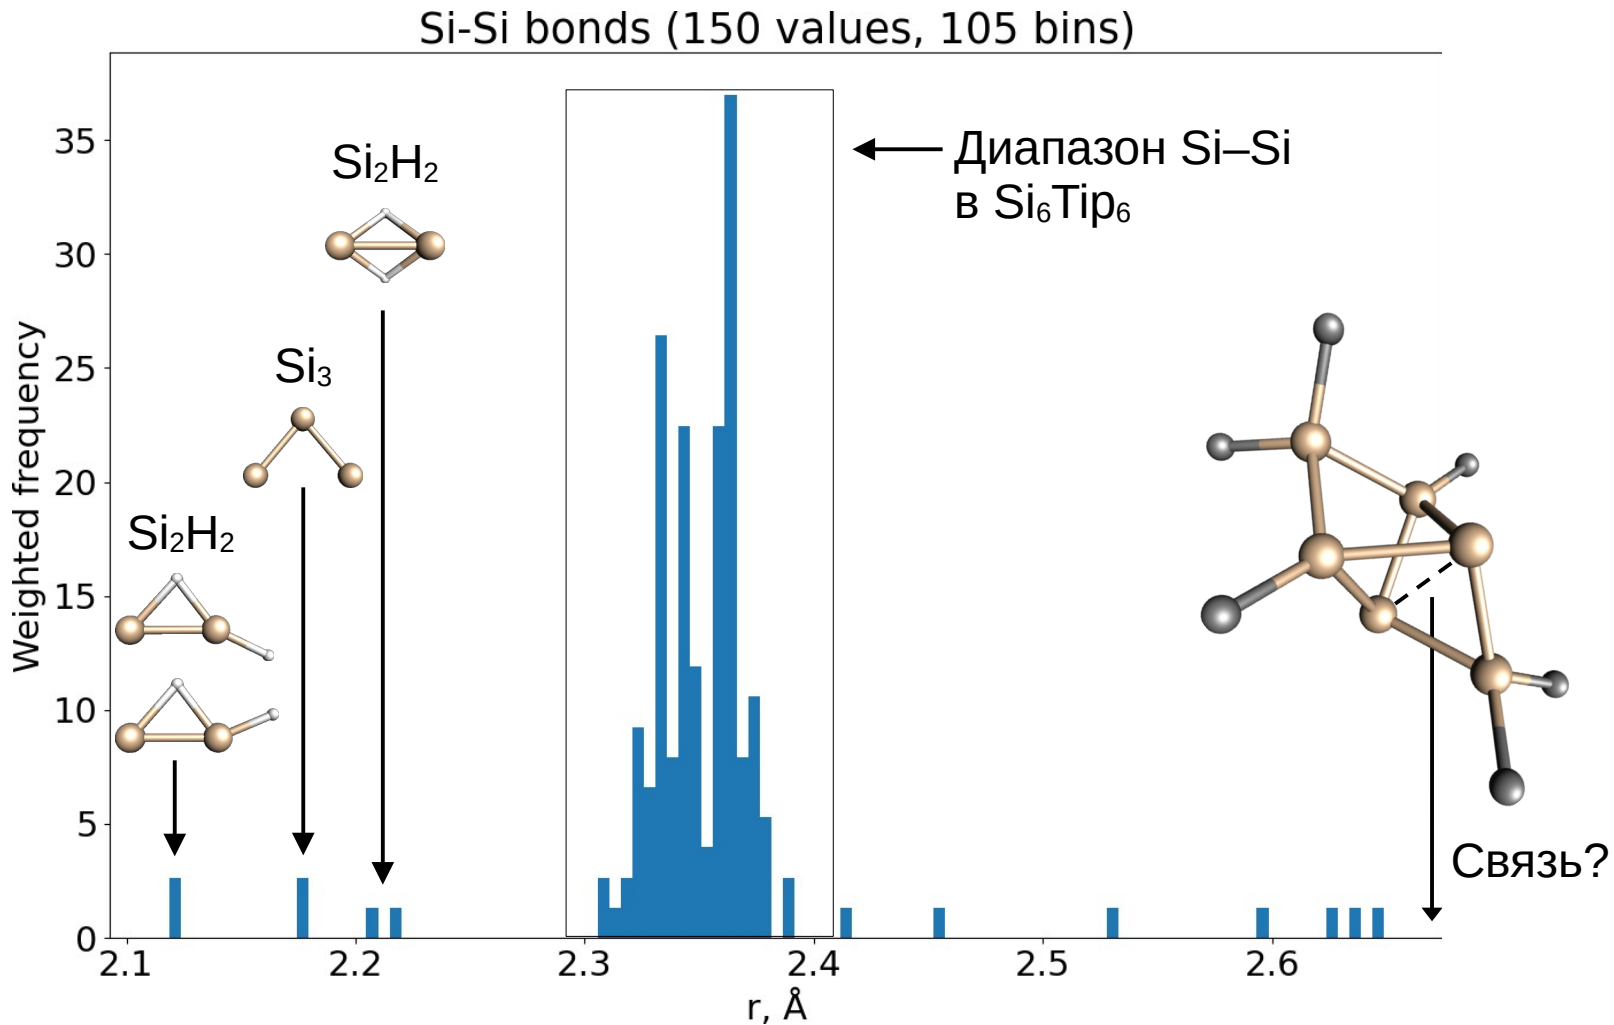 Si-Si bonds (150 values, 105 bins)
Weighted frequency
35
30
25
20
15
10
5
0
Si₂H₂
Si₃
Si₂H₂
Диапазон Si–Si
в Si₆Tip₆
Связь?
2.1 2.2 2.3 2.4 2.5 2.6
r, Å